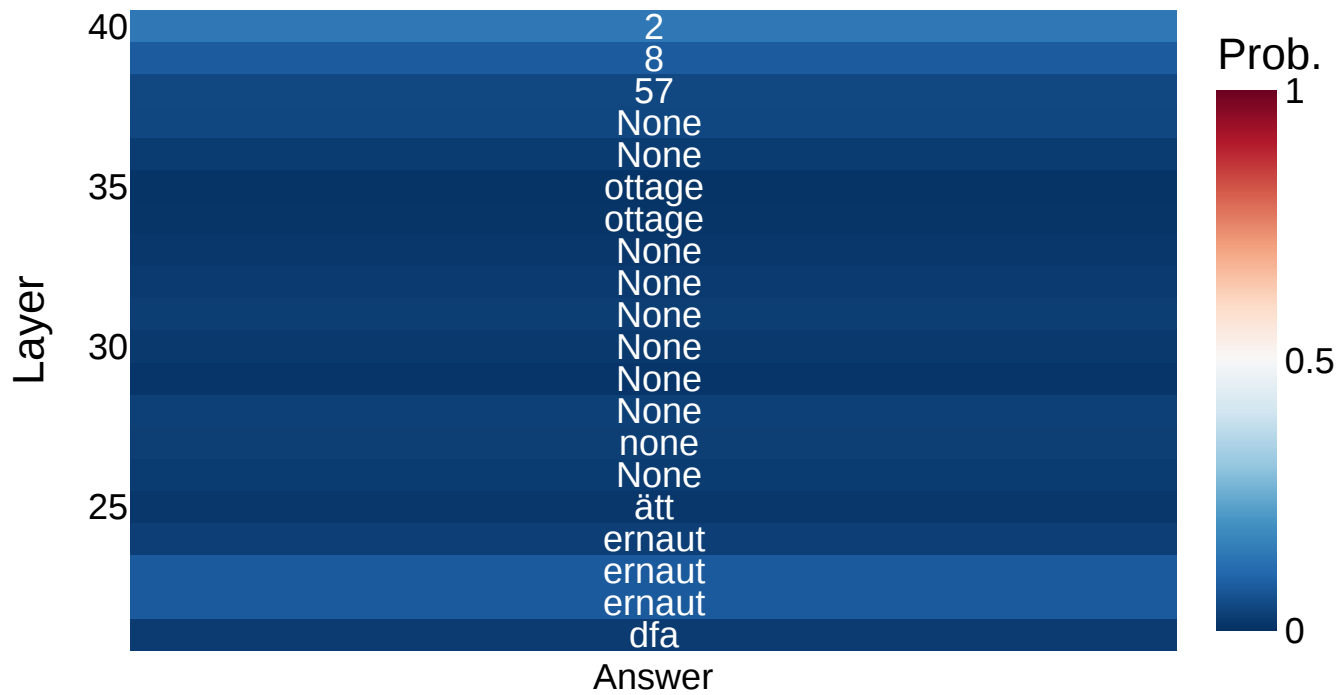 40
2
8
57
None
None
35
ottage
ottage
None
None
None
30
None
None
None
none
None
25
ätt
ernaut
ernaut
ernaut
dfa
Layer
Answer
Prob.
1
0.5
0